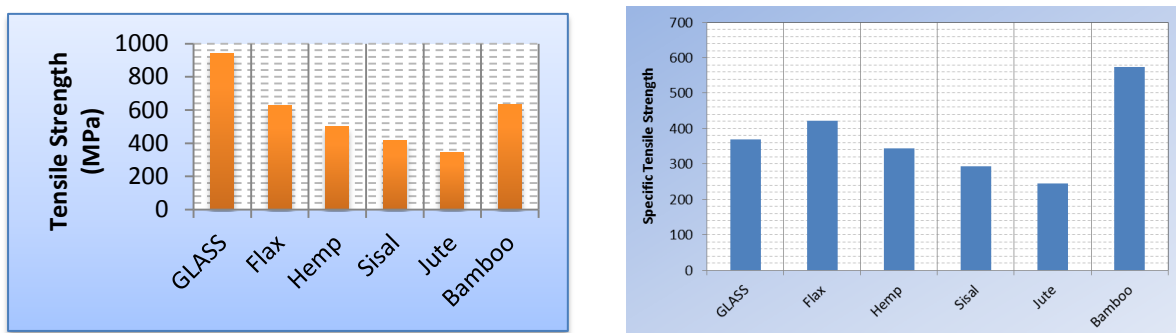 Tensile Strength
(MPa)
1000
800
600
400
200
0
GLASS
Flax
Hemp
Sisal
Jute
Bamboo
Specific Tensile Strength
700
600
500
400
300
200
100
0
GLASS
Flax
Hemp
Sisal
Jute
Bamboo